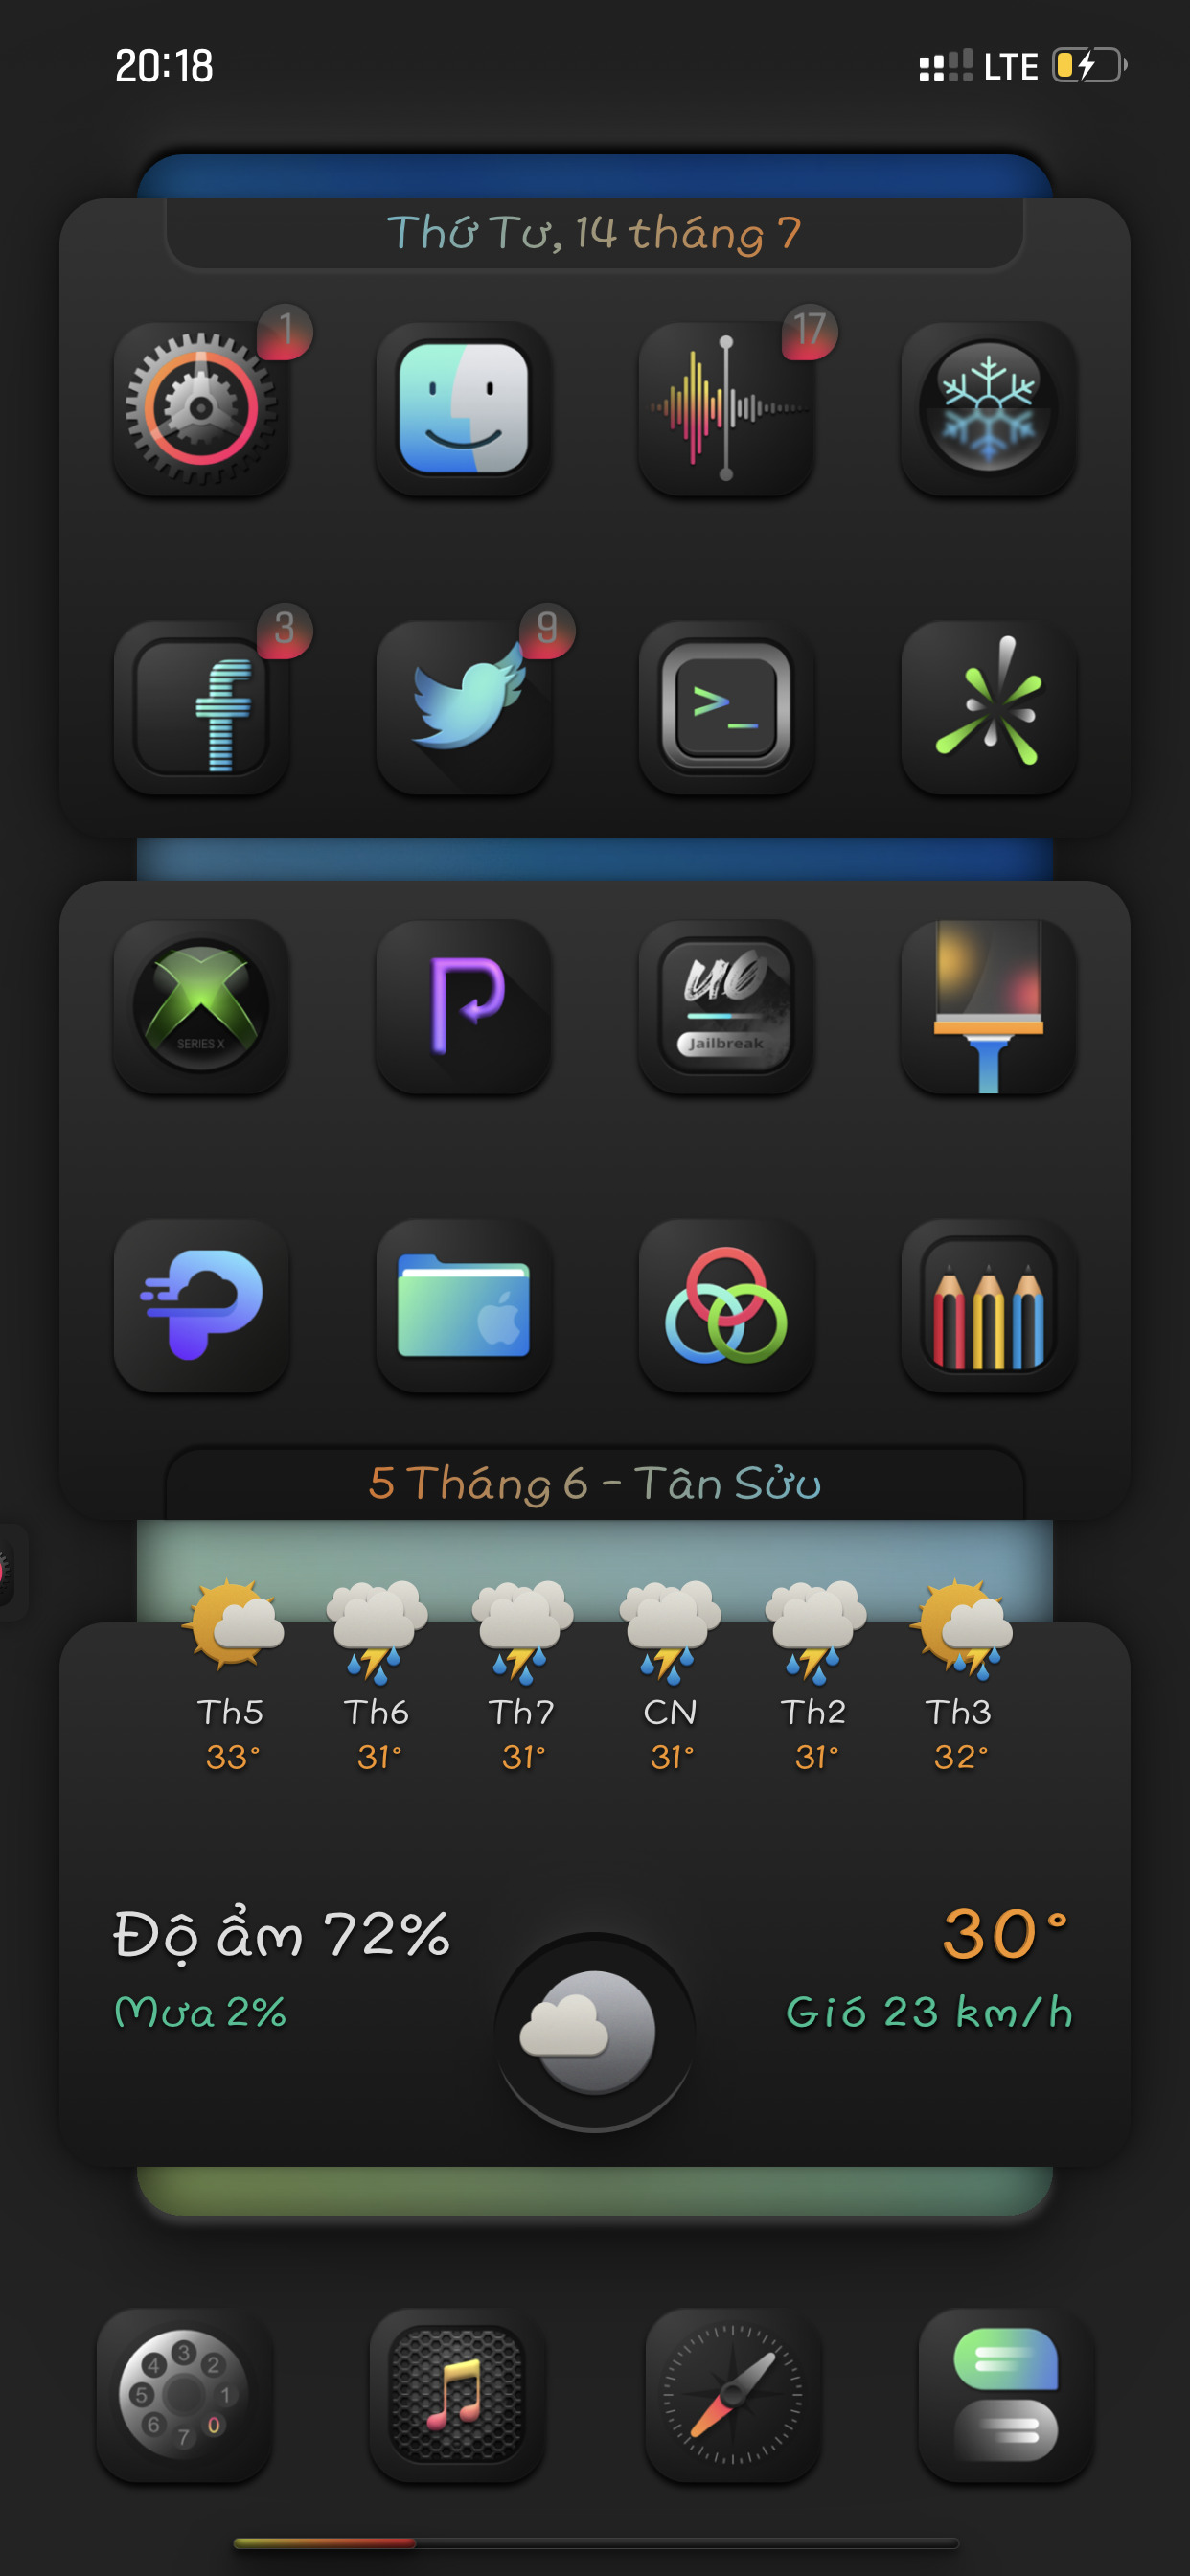 20:18 LTE
Thứ Tư, 14 tháng 7
1 17
3 9
>_
SERIES X
u0
Jailbreak
5 Tháng 6 - Tân Sửu
Th5 Th6 Th7 CN Th2 Th3
33° 31° 31° 31° 31° 32°
Độ ẩm 72% 30°
Mưa 2% Gió 23 km/h
3
4 2
5 1
6 0
7